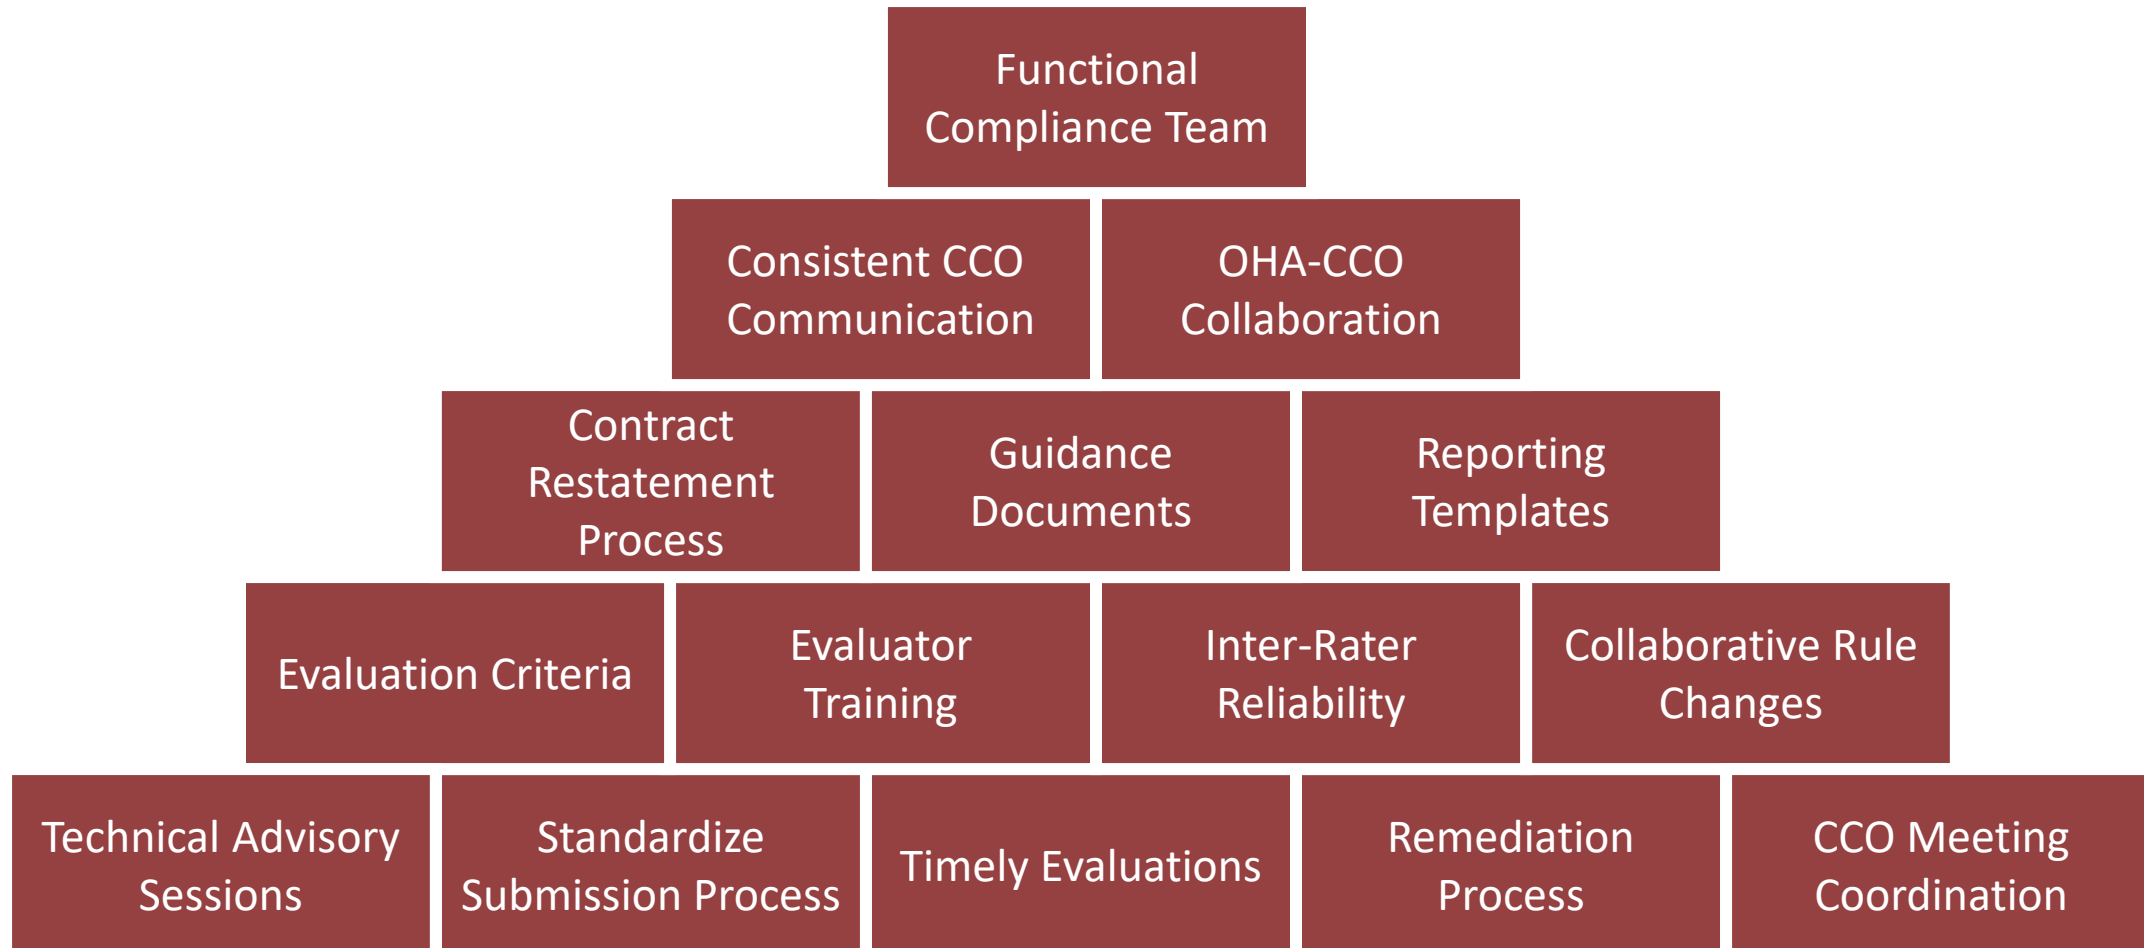 Functional
Compliance Team
Consistent CCO
Communication
OHA-CCO
Collaboration
Contract
Restatement
Process
Guidance
Documents
Reporting
Templates
Evaluation Criteria
Evaluator
Training
Inter-Rater
Reliability
Collaborative Rule
Changes
Technical Advisory
Sessions
Standardize
Submission Process
Timely Evaluations
Remediation
Process
CCO Meeting
Coordination